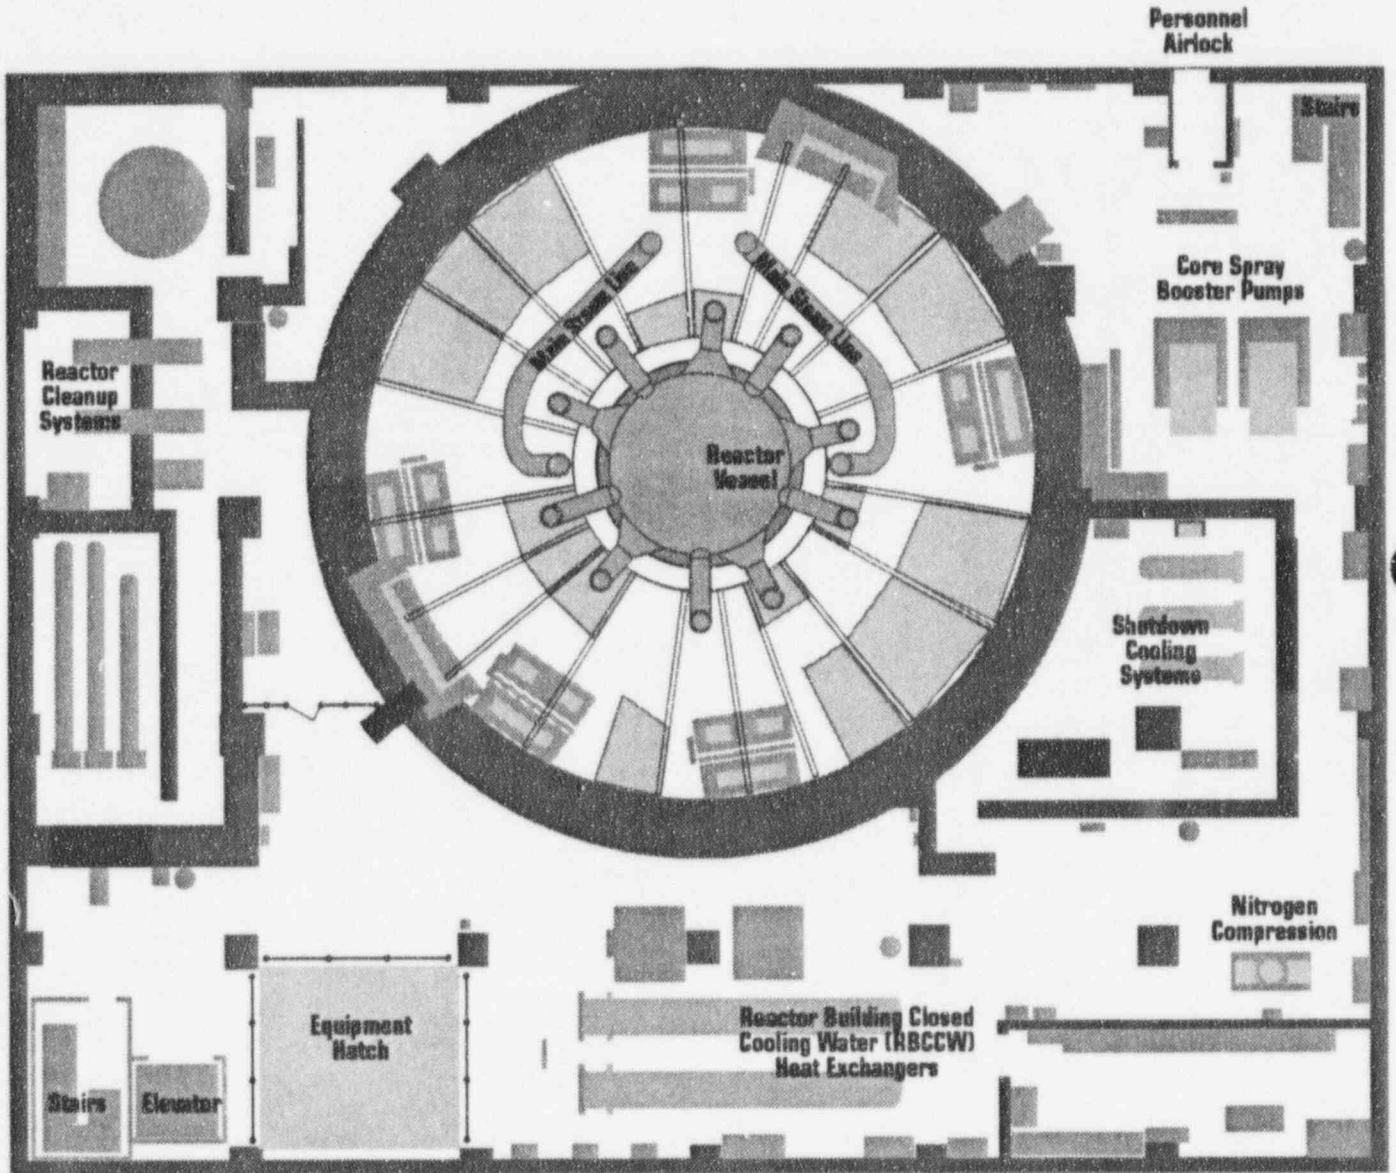 Personnel
Airlock
Stairs
Core Spray
Booster Pumps
Main Steam Line
Main Steam Line
Reactor
Cleanup
Systems
Reactor
Vessel
Shutdown
Cooling
Systems
Nitrogen
Compression
Equipment
Hatch
Reactor Building Closed
Cooling Water (RBCCW)
Heat Exchangers
Stairs
Elevator